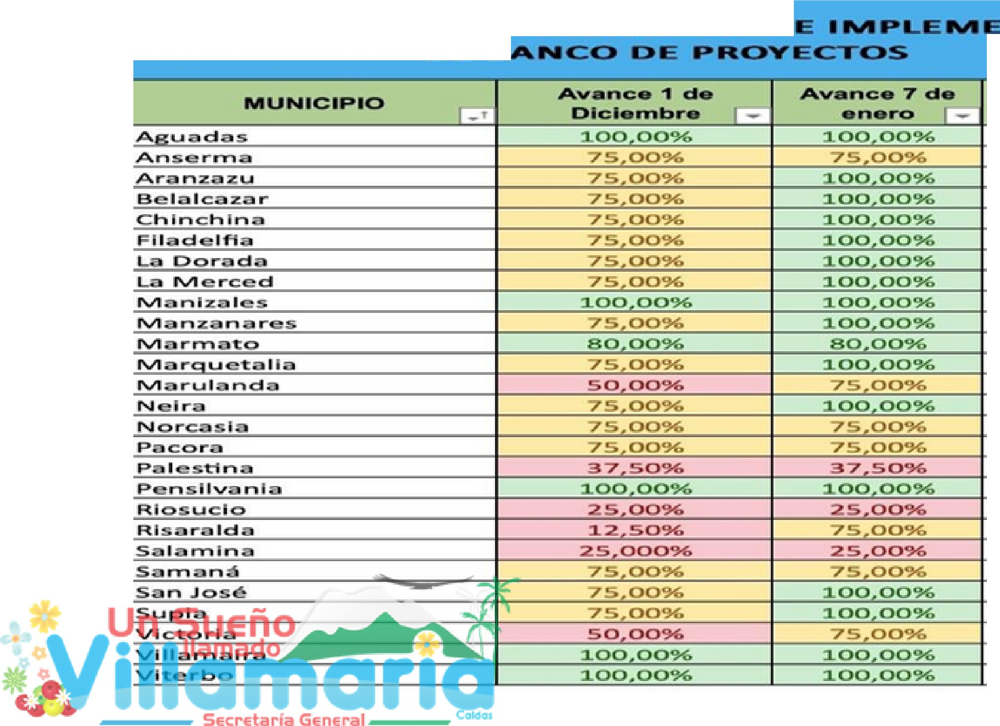 E IMPLEME
ANCO DE PROYECTOS
MUNICIPIO Avance 1 de Diciembre Avance 7 de enero
Aguadas 100,00% 100,00%
Anserma 75,00% 75,00%
Aranzazu 75,00% 100,00%
Belalcazar 75,00% 100,00%
Chinchina 75,00% 100,00%
Filadelfia 75,00% 100,00%
La Dorada 75,00% 100,00%
La Merced 75,00% 100,00%
Manizales 100,00% 100,00%
Manzanares 75,00% 100,00%
Marmato 80,00% 80,00%
Marquetalia 75,00% 100,00%
Marulanda 50,00% 75,00%
Neira 75,00% 100,00%
Norcasia 75,00% 75,00%
Pacora 75,00% 75,00%
Palestina 37,50% 37,50%
Pensilvania 100,00% 100,00%
Riosucio 25,00% 25,00%
Risaralda 12,50% 75,00%
Salamina 25,000% 25,00%
Samaná 75,00% 75,00%
San José 75,00% 100,00%
Supia 75,00% 100,00%
Victoria 50,00% 75,00%
Villamaira 100,00% 100,00%
Viterbo 100,00% 100,00%
Un Sueño
llamado
Villamaria
Caldas
Secretaría General